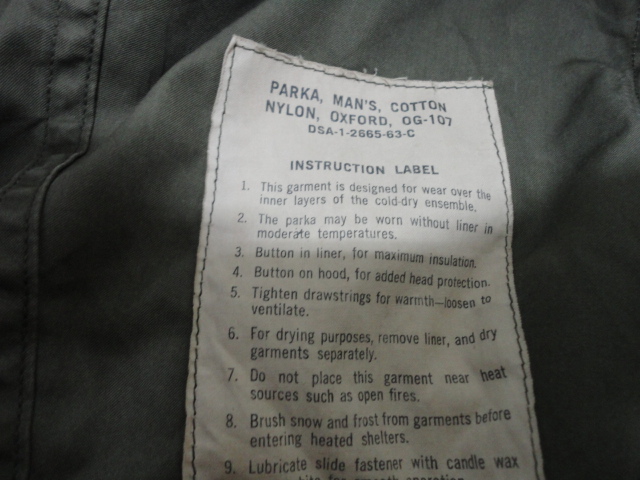 PARKA, MAN'S, COTTON
NYLON, OXFORD, OG-107
DSA-1-2665-63-C
INSTRUCTION LABEL
1. This garment is designed for wear over the
inner layers of the cold-dry ensemble.
2. The parka may be worn without liner in
moderate temperatures.
3. Button in liner, for maximum insulation.
4. Button on hood, for added head protection.
5. Tighten drawstrings for warmth—loosen to
ventilate.
6. For drying purposes, remove liner, and dry
garments separately.
7. Do not place this garment near heat
sources such as open fires.
8. Brush snow and frost from garments before
entering heated shelters.
9. Lubricate slide fastener with candle wax